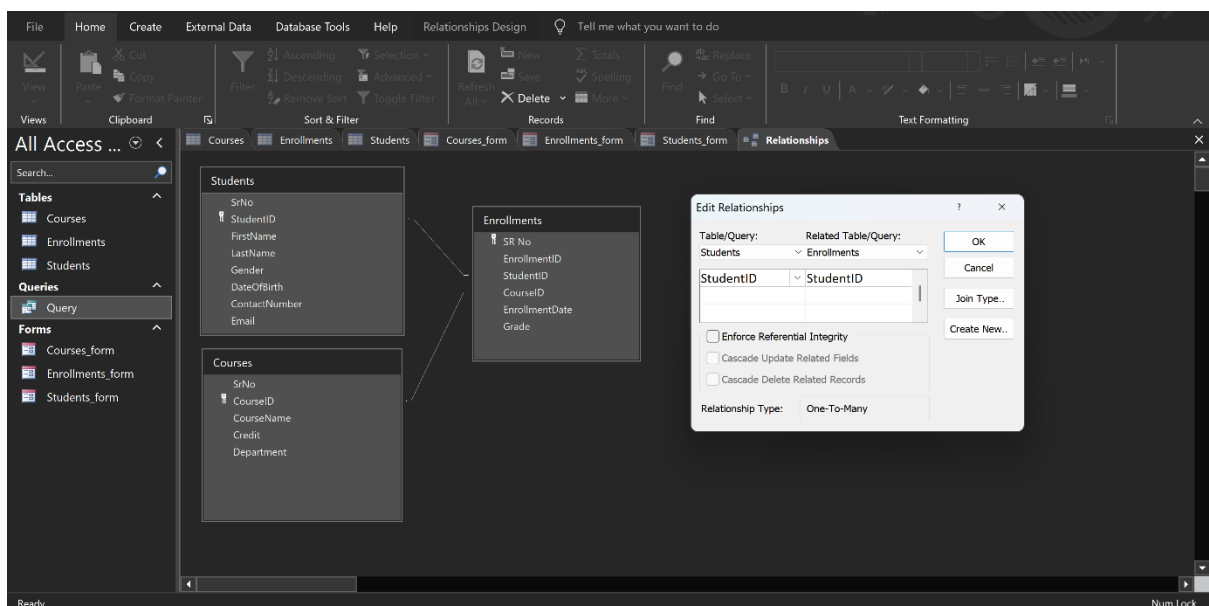 File Home Create External Data Database Tools Help Relationships Design Tell me what you want to do
View
Paste
Cut
Copy
Format Painter
Filter
Ascending
Descending
Remove Sort
Selection
Advanced
Toggle Filter
Refresh All
New
Save
Delete
Totals
Spelling
More
Find
ab Replace
Go To
Select
B I U A
Views Clipboard Sort & Filter Records Find Text Formatting
All Access ...
Search...
Tables
Courses
Enrollments
Students
Queries
Query
Forms
Courses_form
Enrollments_form
Students_form
Courses Enrollments Students Courses_form Enrollments_form Students_form Relationships
Students
SrNo
StudentID
FirstName
LastName
Gender
DateOfBirth
ContactNumber
Email
Enrollments
SR No
EnrollmentID
StudentID
CourseID
EnrollmentDate
Grade
Courses
SrNo
CourseID
CourseName
Credit
Department
Edit Relationships ? ×
Table/Query: Related Table/Query:
Students Enrollments
StudentID StudentID
Enforce Referential Integrity
Cascade Update Related Fields
Cascade Delete Related Records
Relationship Type: One-To-Many
OK
Cancel
Join Type..
Create New..
Ready Num Lock